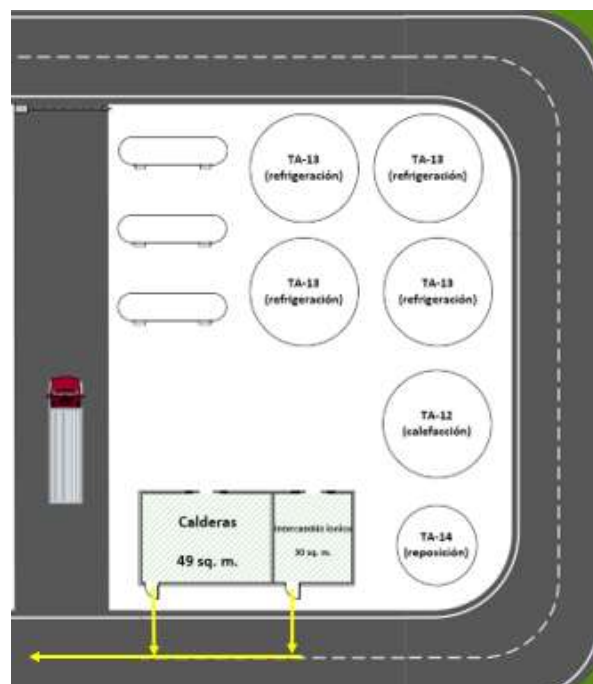 TA-13
(refrigeración)
TA-13
(refrigeración)
TA-13
(refrigeración)
TA-13
(refrigeración)
TA-12
(calefacción)
Calderas
49 sq. m.
Intercambio Ionico
30 sq. m.
TA-14
(reposición)